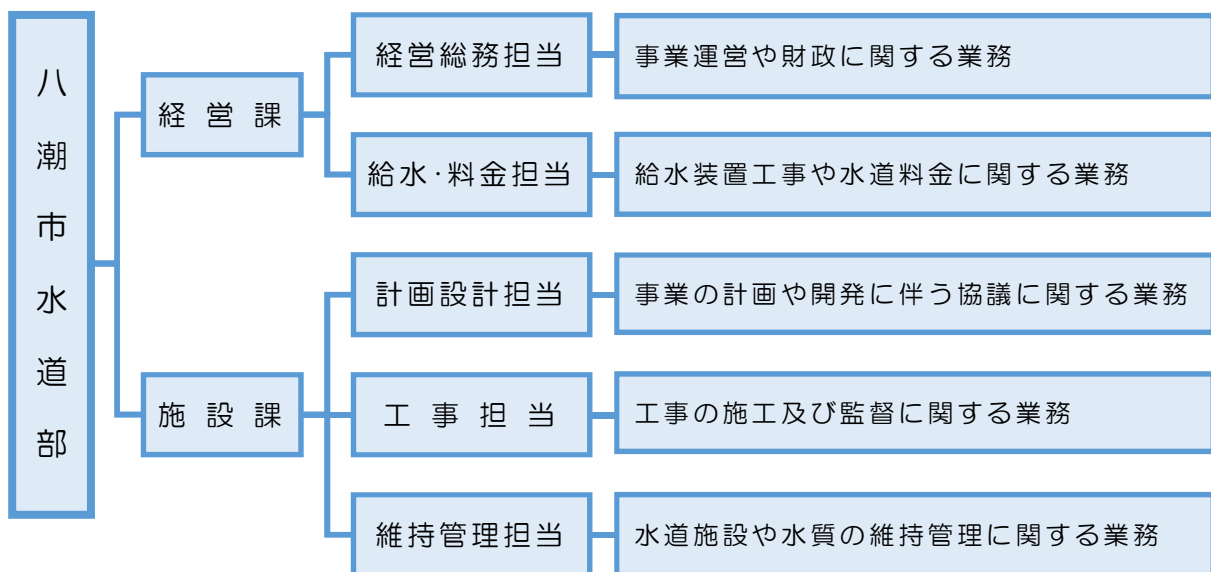 八潮市水道部
経営課
経営総務担当
事業運営や財政に関する業務
給水・料金担当
給水装置工事や水道料金に関する業務
施設課
計画設計担当
事業の計画や開発に伴う協議に関する業務
工事担当
工事の施工及び監督に関する業務
維持管理担当
水道施設や水質の維持管理に関する業務